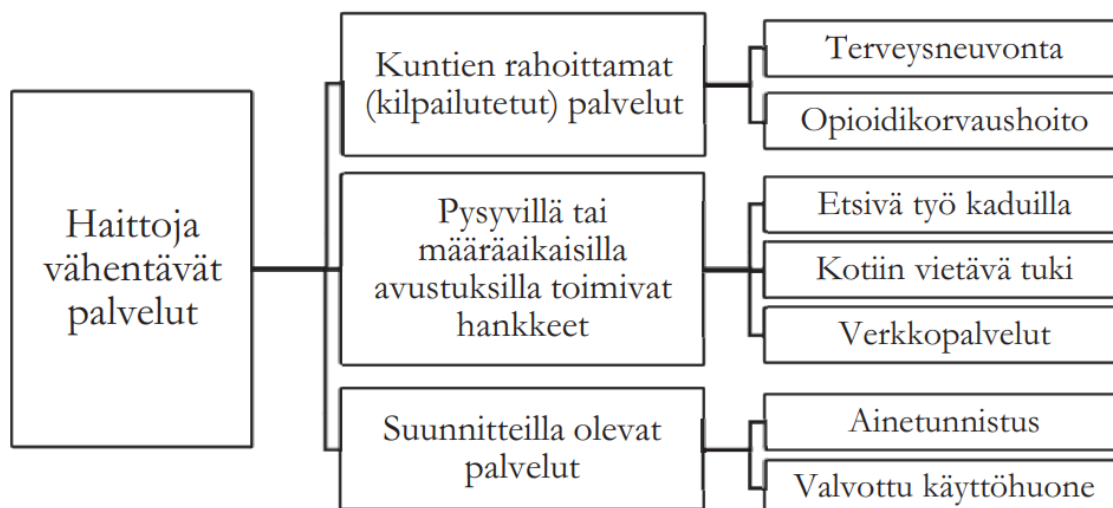 Haittoja
vähentävät
palvelut
Kuntien rahoittamat
(kilpailutetut) palvelut
Terveysneuvonta
Opioidikorvaushoito
Pysyvillä tai
määräaikaisilla
avustuksilla toimivat
hankkeet
Etsivä työ kaduilla
Kotiin vietävä tuki
Verkkopalvelut
Suunnitteilla olevat
palvelut
Ainetunnistus
Valvottu käyttöhuone